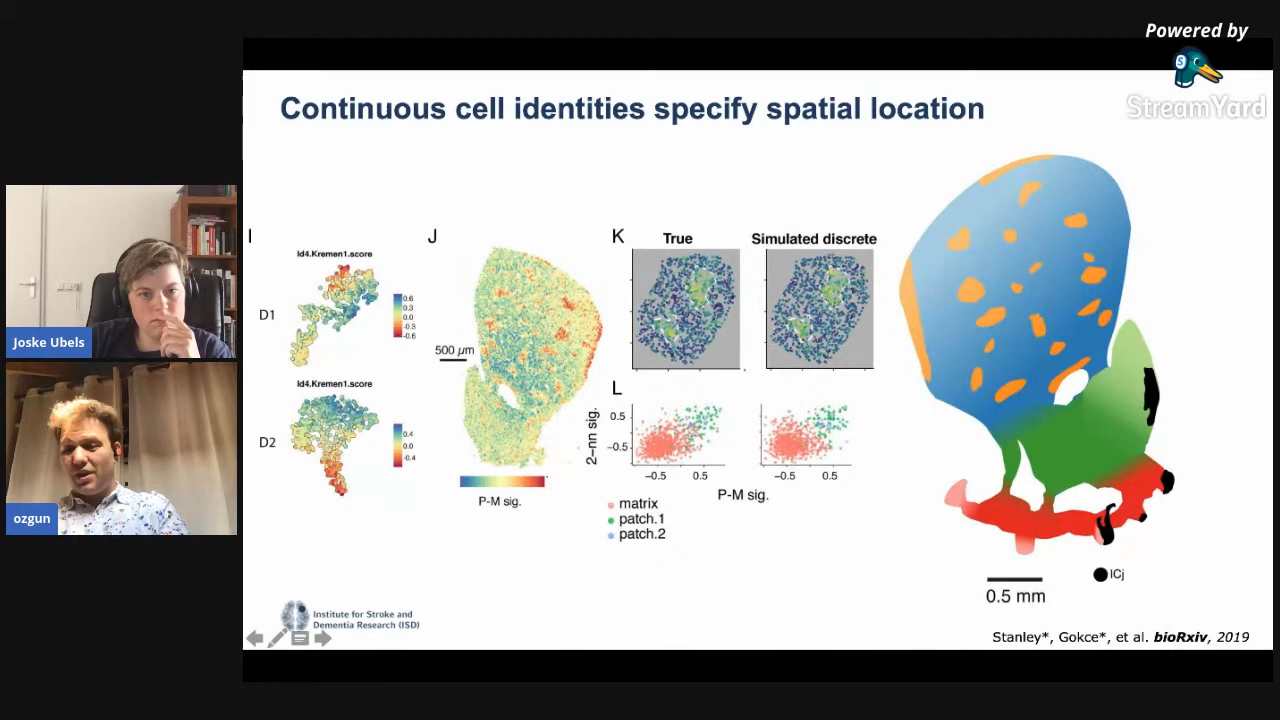 Powered by
StreamYard
Continuous cell identities specify spatial location
I
J
K
True
Simulated discrete
Id4.Kremen1.score
D1
0.6
0.3
0.0
-0.3
-0.6
500 µm
L
Id4.Kremen1.score
D2
0.4
0.0
-0.4
2-nn sig.
0.5
-0.5
-0.5
0.5
-0.5
0.5
P-M sig.
P-M sig.
matrix
patch.1
patch.2
ICj
0.5 mm
Institute for Stroke and
Dementia Research (ISD)
Stanley*, Gokce*, et al. bioRxiv, 2019
Joske Ubels
ozgun